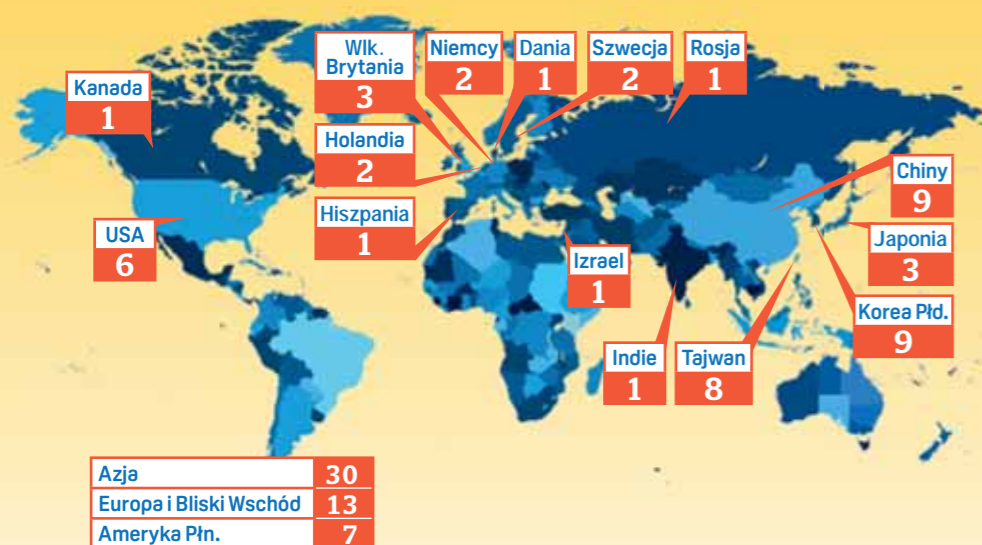 Wlk.
Brytania
3
Niemcy
2
Dania
1
Szwecja
2
Rosja
1
Kanada
1
Holandia
2
Chiny
9
Hiszpania
1
USA
6
Izrael
1
Japonia
3
Korea Płd.
9
Indie
1
Tajwan
8
Azja 30
Europa i Bliski Wschód 13
Ameryka Płn. 7